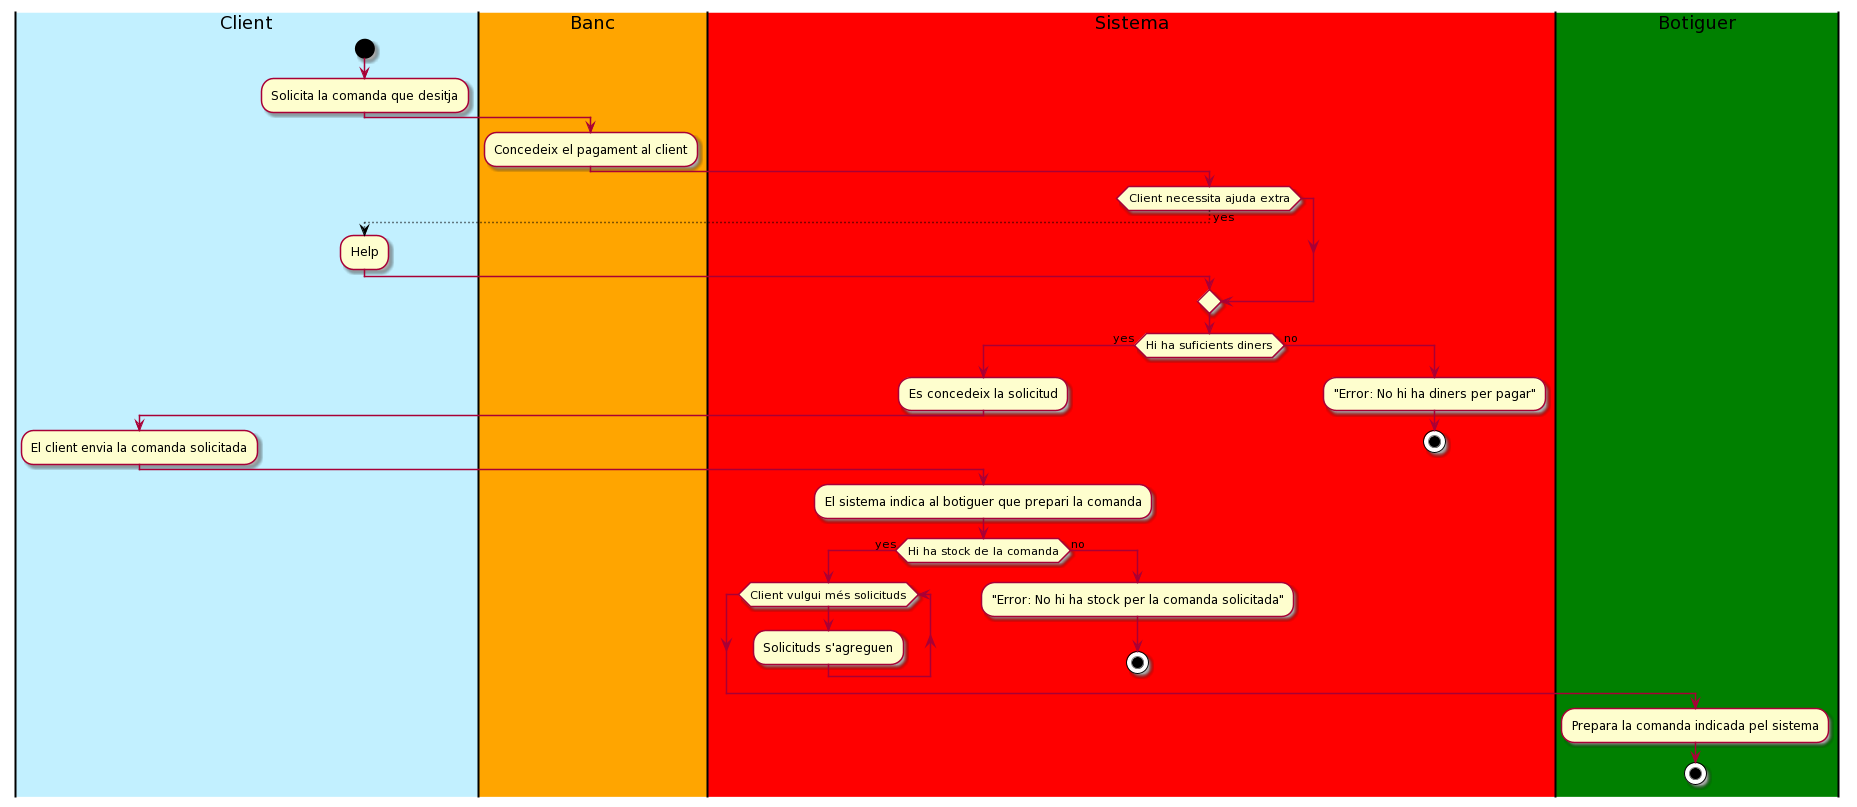 Client
Banc
Sistema
Botiguer
Solicita la comanda que desitja
Concedeix el pagament al client
Client necessita ajuda extra
yes
Help
yes
Hi ha suficients diners
no
Es concedeix la solicitud
"Error: No hi ha diners per pagar"
El client envia la comanda solicitada
El sistema indica al botiguer que prepari la comanda
yes
Hi ha stock de la comanda
no
Client vulgui més solicituds
"Error: No hi ha stock per la comanda solicitada"
Solicituds s'agreguen
Prepara la comanda indicada pel sistema